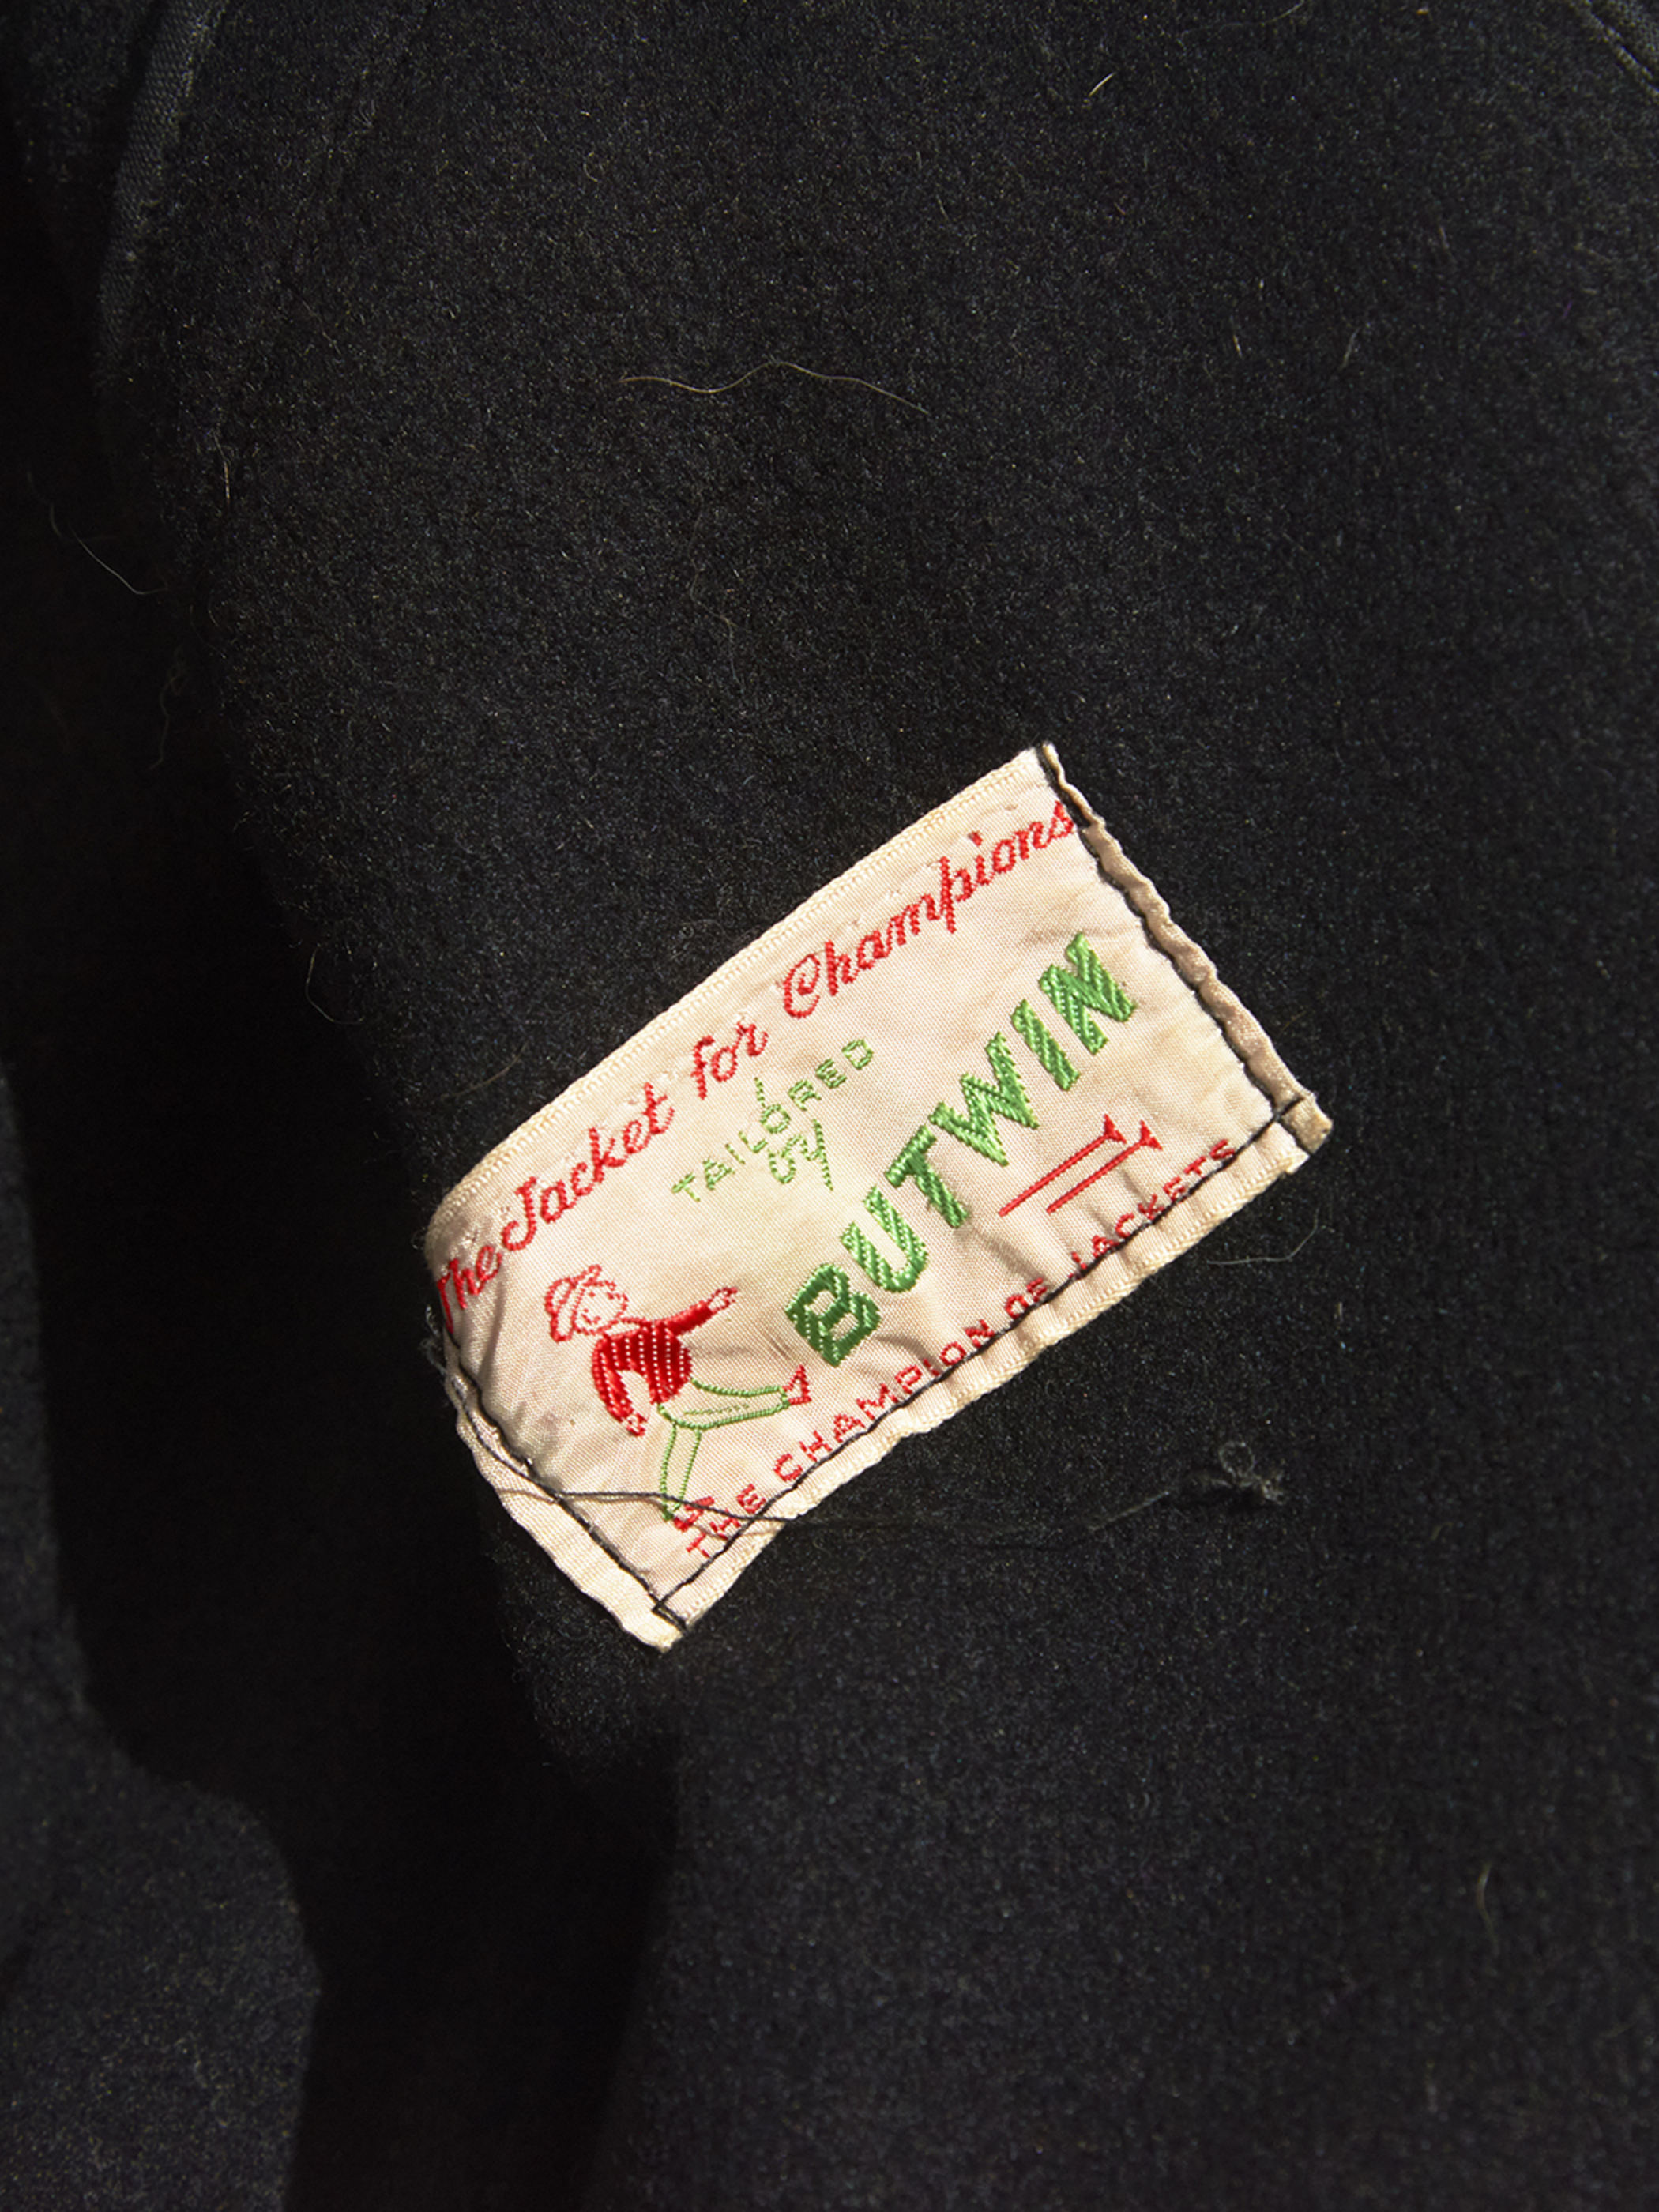 The Jacket for Champions
TAILORED
by
BUTWIN
THE CHAMPION OF JACKETS